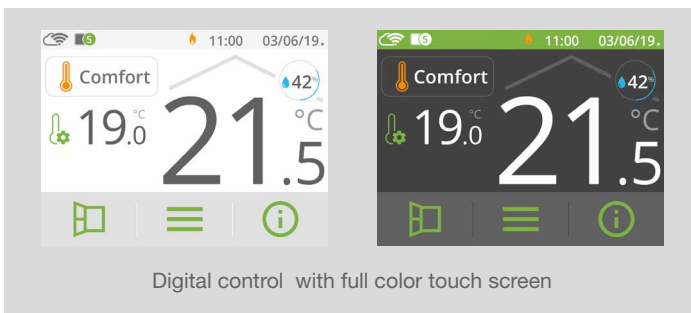 5 11:00 03/06/19.
Comfort
42%
19.0 °C
21.5 °C
5 11:00 03/06/19.
Comfort
42%
19.0 °C
21.5 °C
Digital control with full color touch screen